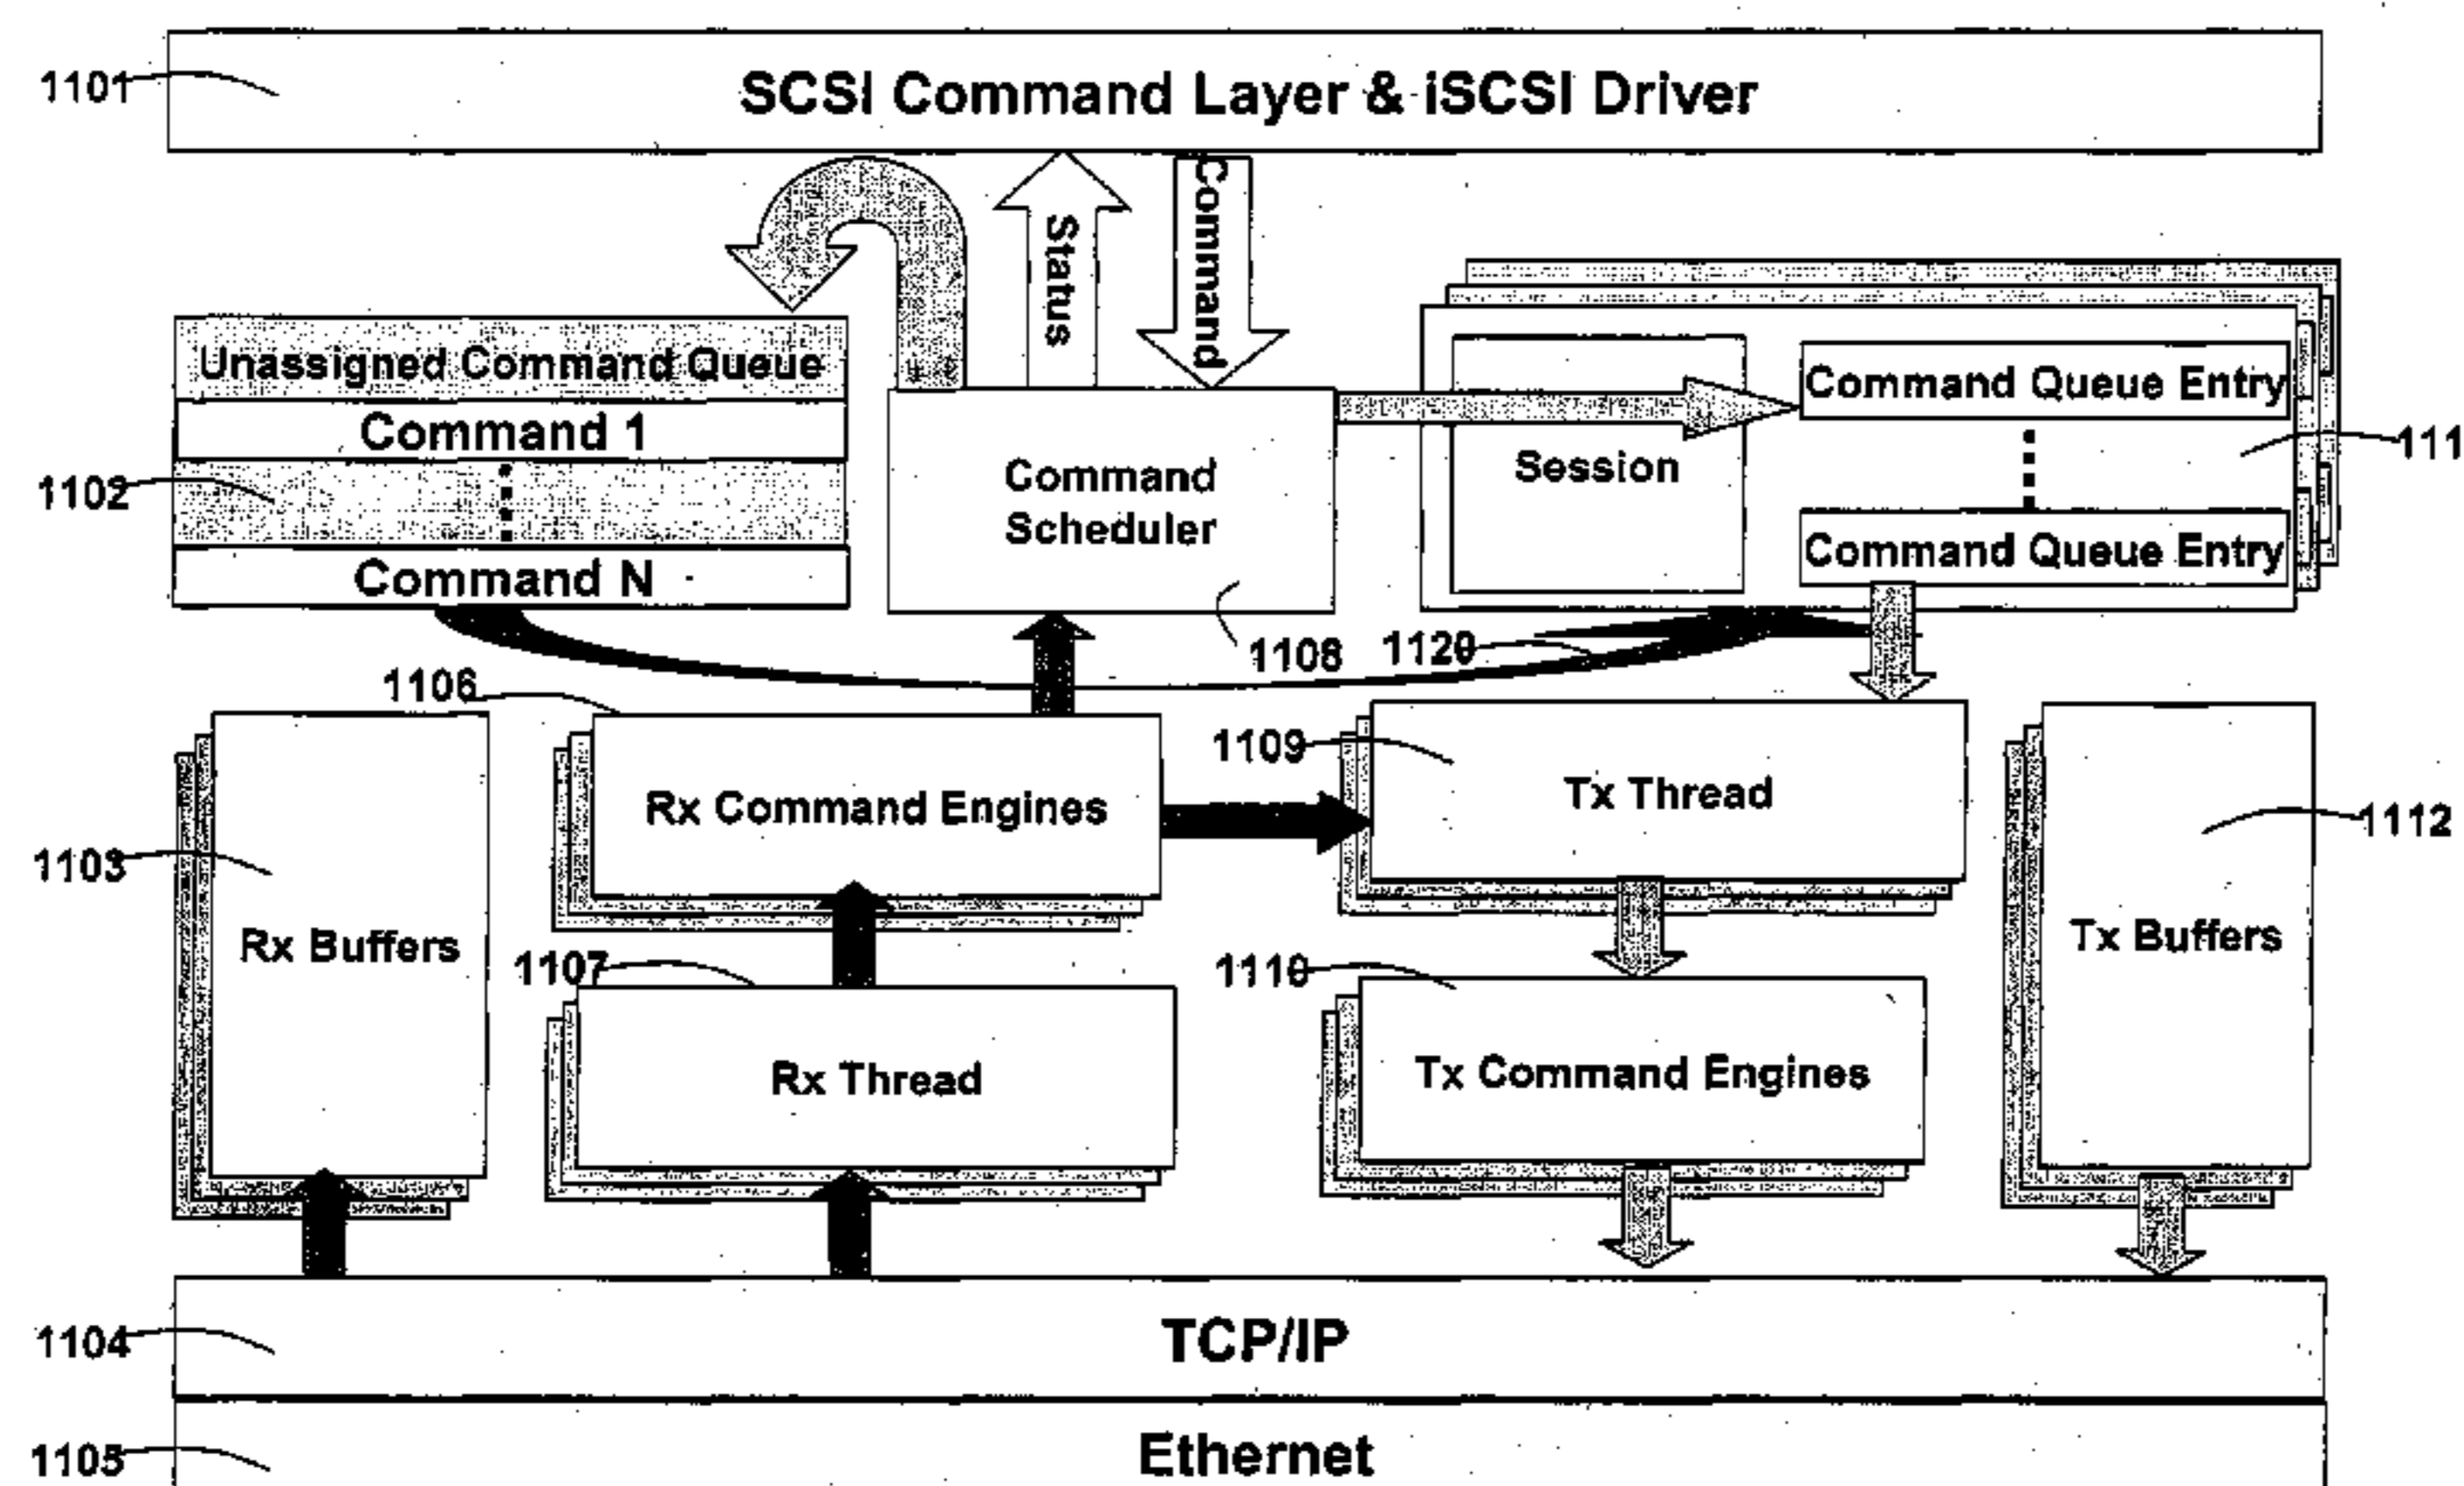 1101
SCSI Command Layer & iSCSI Driver
Status
Command
Unassigned Command Queue
Command 1
1102
Command N
Command
Scheduler
1108
Session
Command Queue Entry
111
Command Queue Entry
1120
1106
Rx Command Engines
1109
Tx Thread
1112
Tx Buffers
1103
Rx Buffers
1107
Rx Thread
1110
Tx Command Engines
1104
TCP/IP
1105
Ethernet